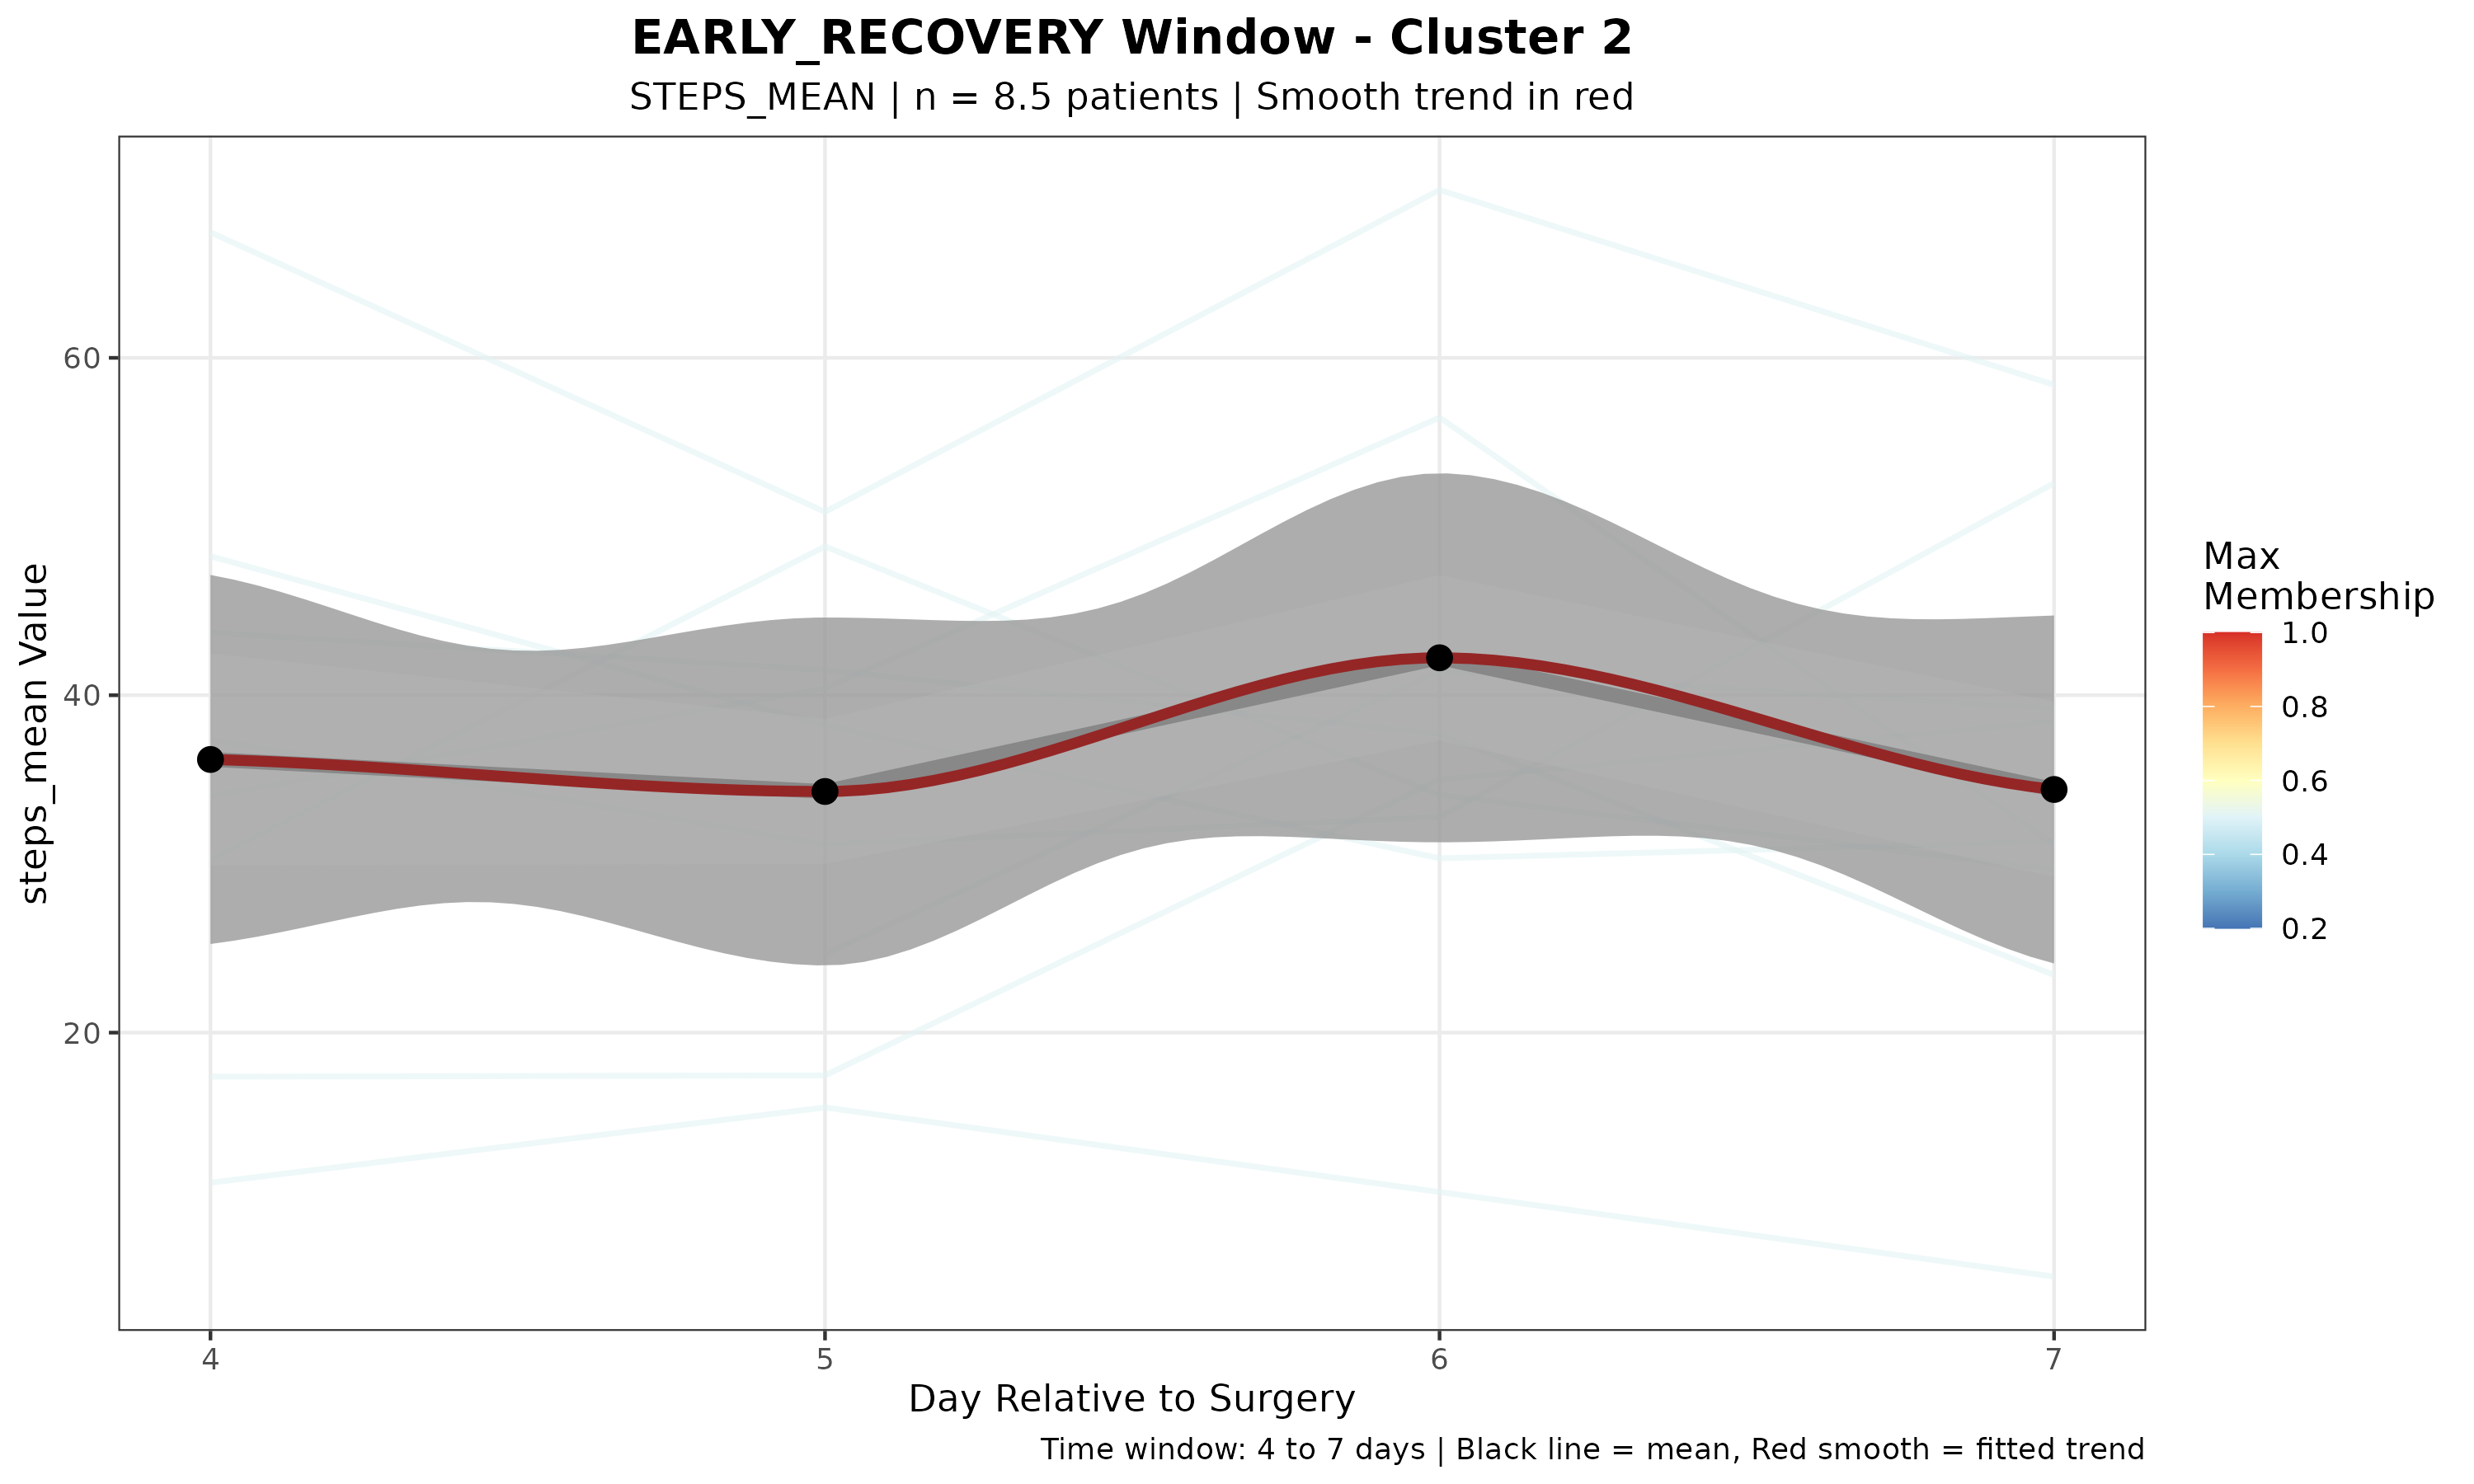 EARLY_RECOVERY Window - Cluster 2
STEPS_MEAN | n = 8.5 patients | Smooth trend in red
steps_mean Value
60
40
20
4
5
6
7
Day Relative to Surgery
Time window: 4 to 7 days | Black line = mean, Red smooth = fitted trend
Max
Membership
1.0
0.8
0.6
0.4
0.2